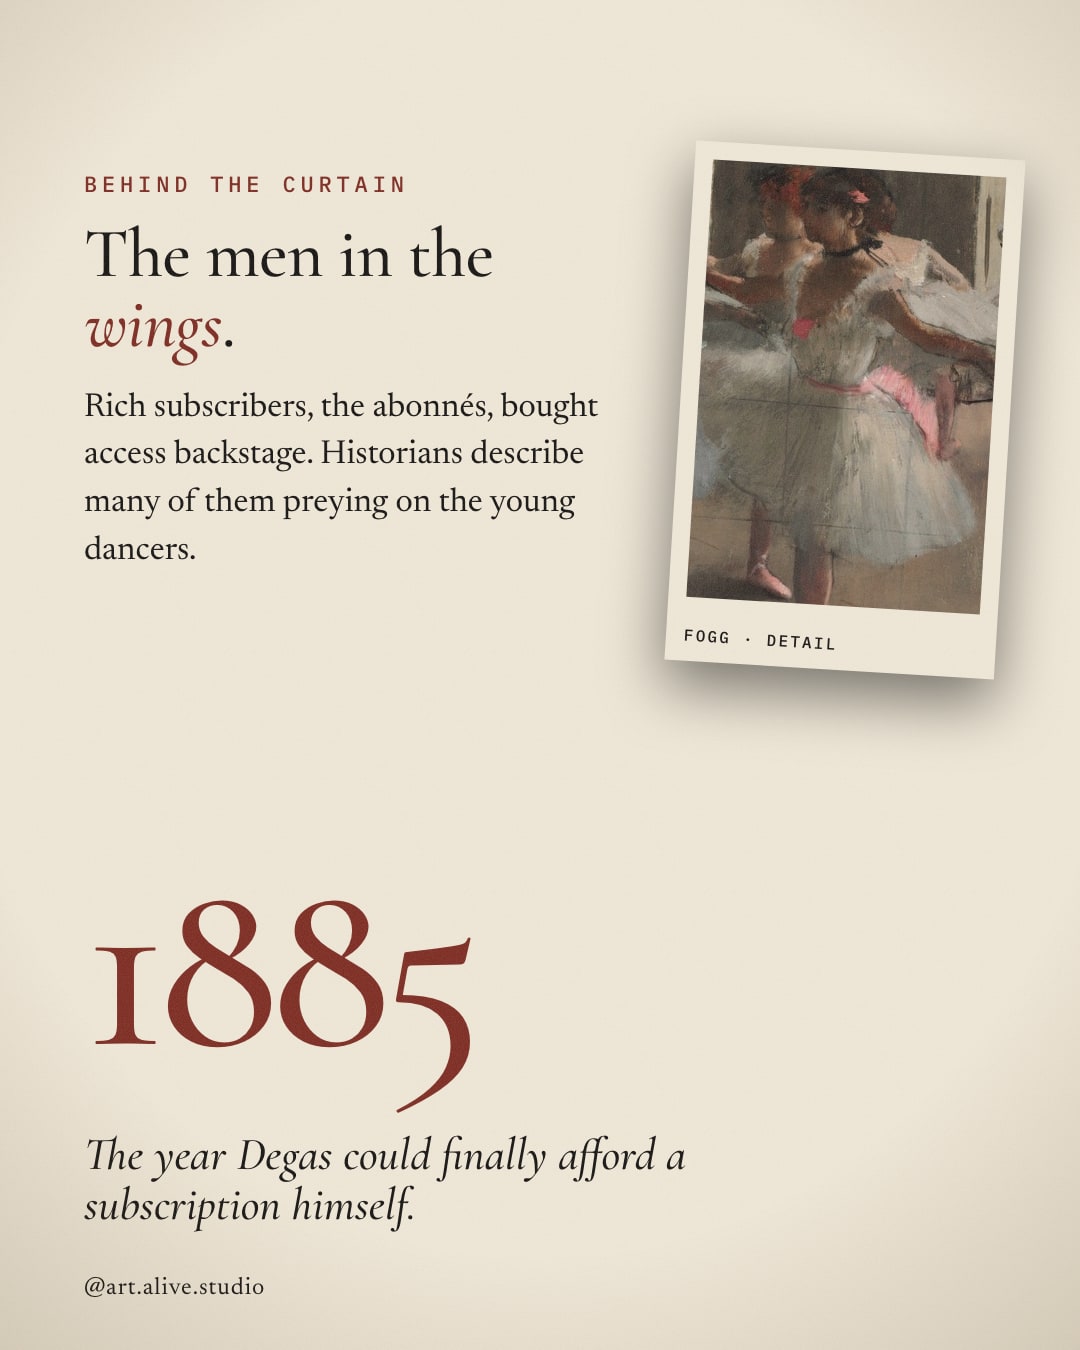 BEHIND THE CURTAIN
The men in the
wings.
Rich subscribers, the abonnés, bought
access backstage. Historians describe
many of them preying on the young
dancers.
FOGG · DETAIL
1885
The year Degas could finally afford a
subscription himself.
@art.alive.studio